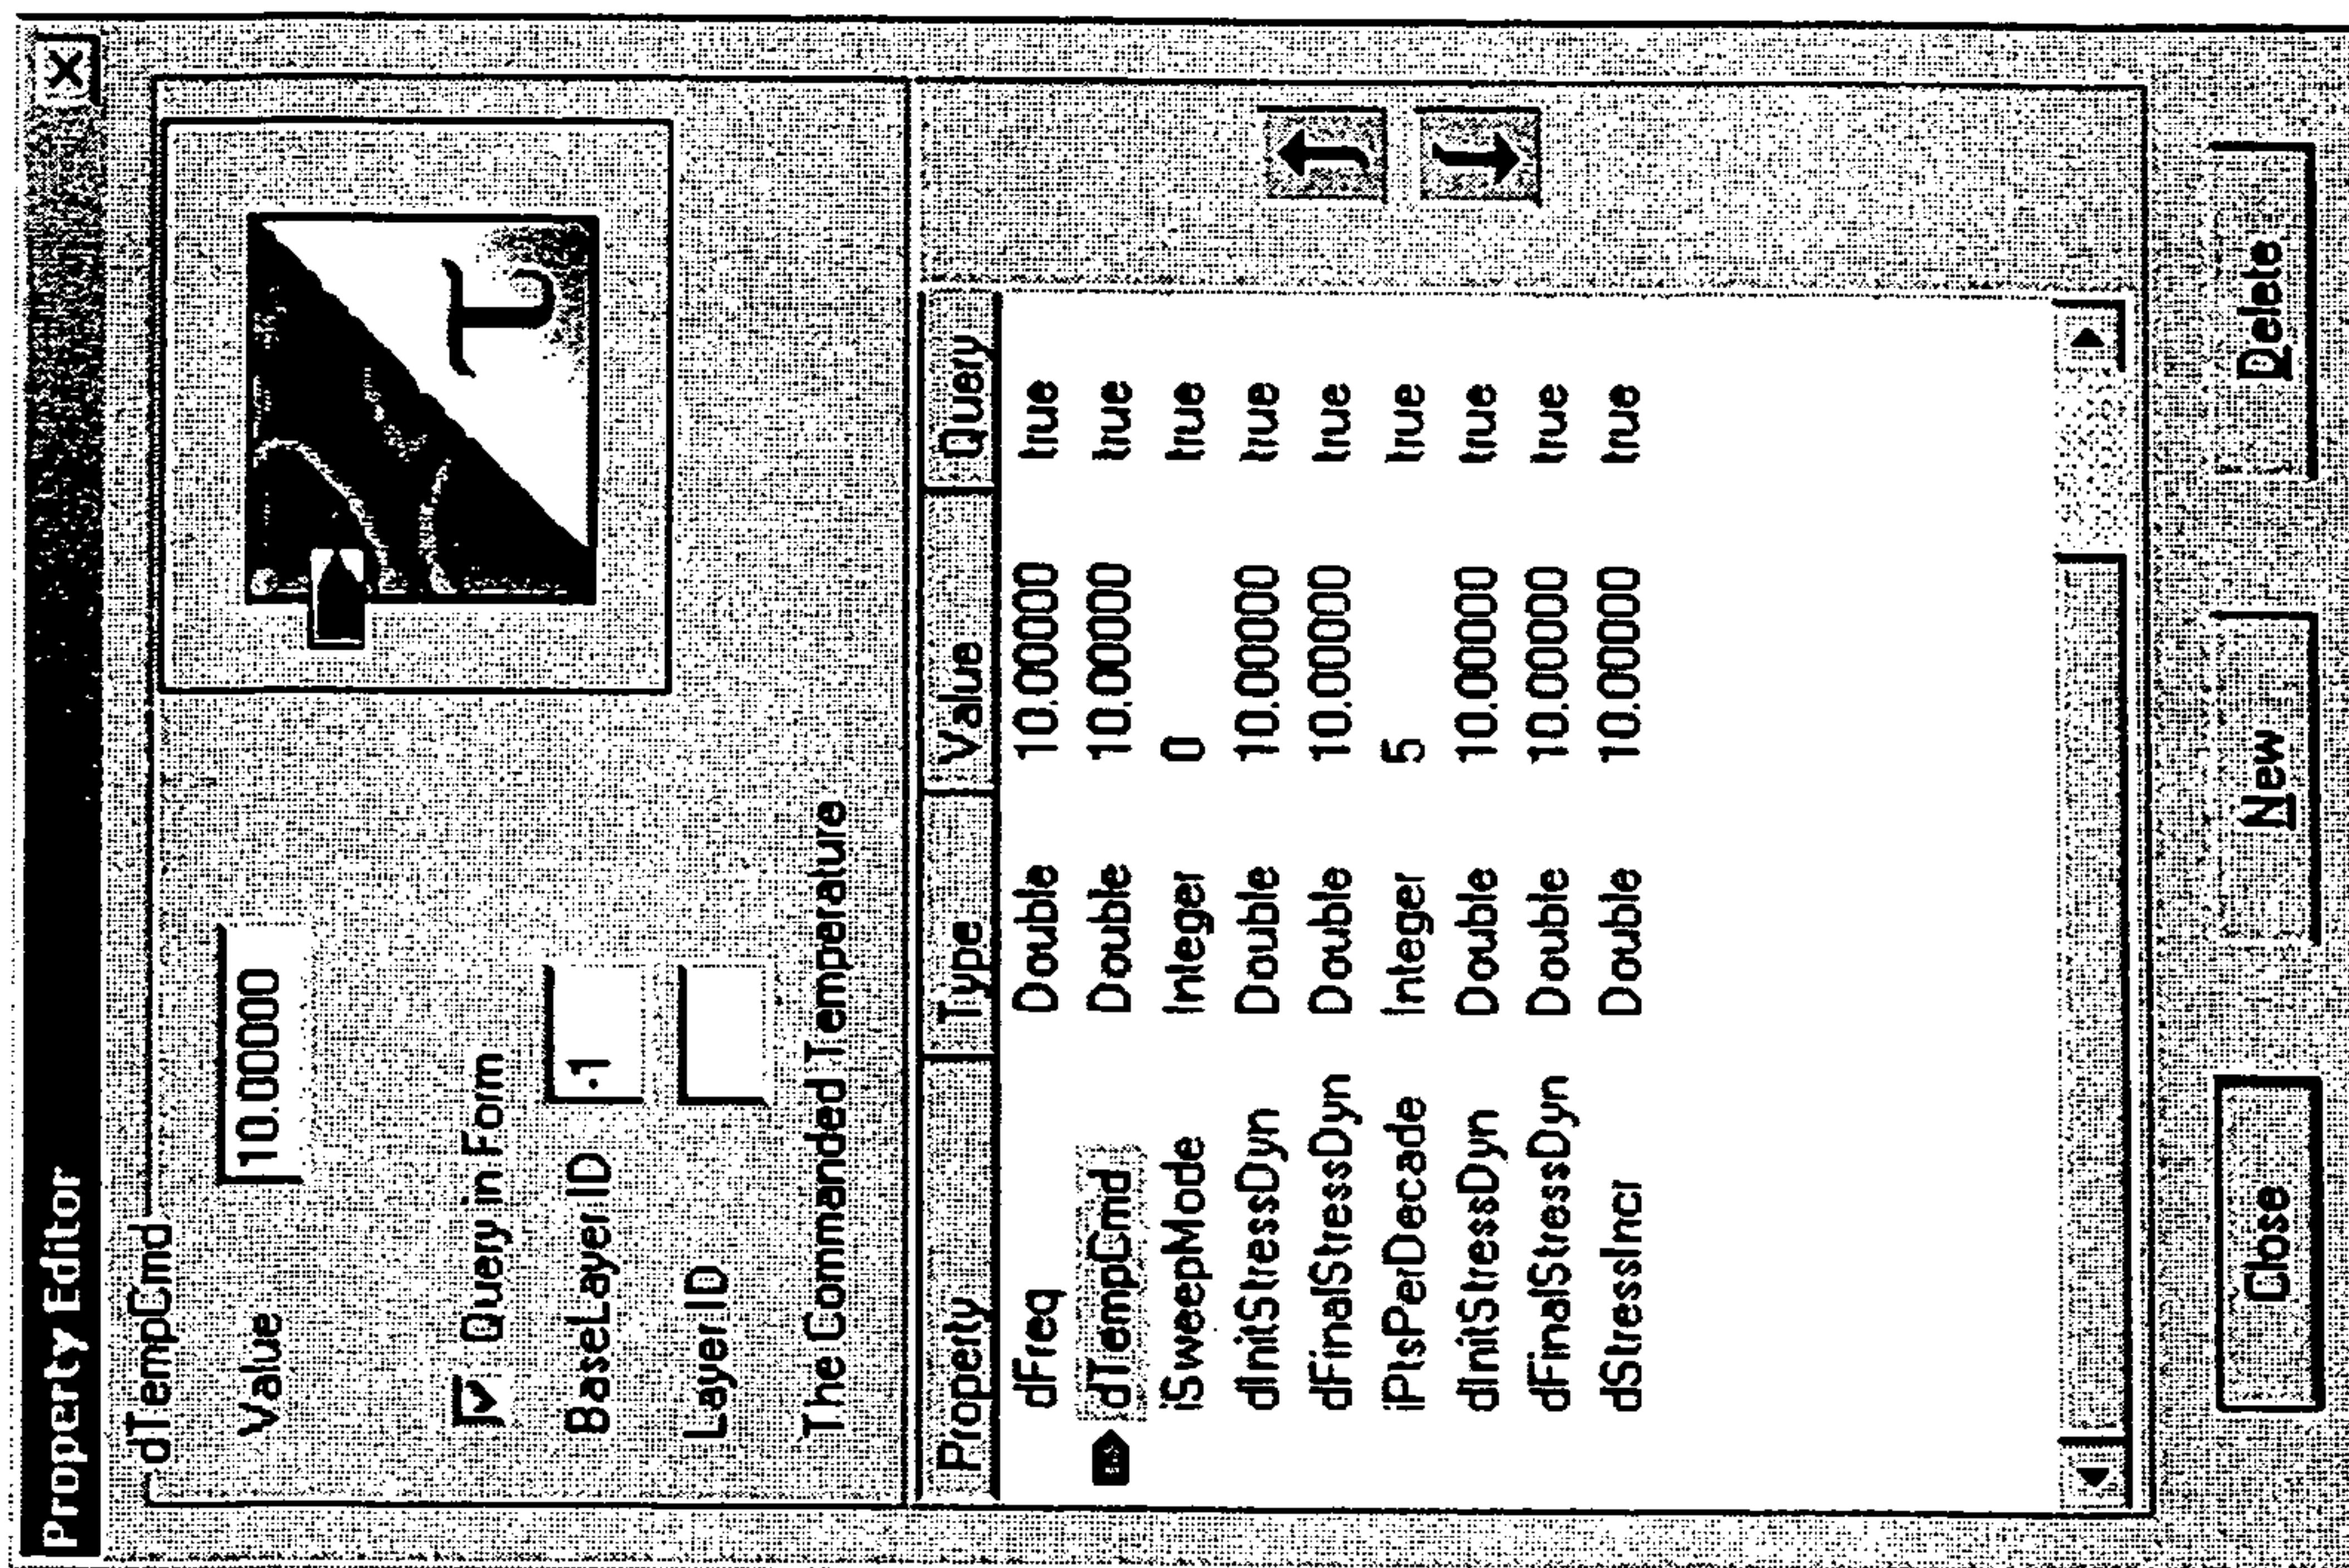 Property Editor
dTempCmd
Value 10.00000
Query in Form
BaseLayer ID -1
Layer ID
The Commanded Temperature
τ
Property Type Value Query
dFreq Double 10.00000 true
dTempCmd Double 10.00000 true
iSweepMode Integer 0 true
dInitStressDyn Double 10.00000 true
dFinalStressDyn Double 10.00000 true
iPtsPerDecade Integer 5 true
dInitStressDyn Double 10.00000 true
dFinalStressDyn Double 10.00000 true
dStressIncr Double 10.00000 true
Close New Delete